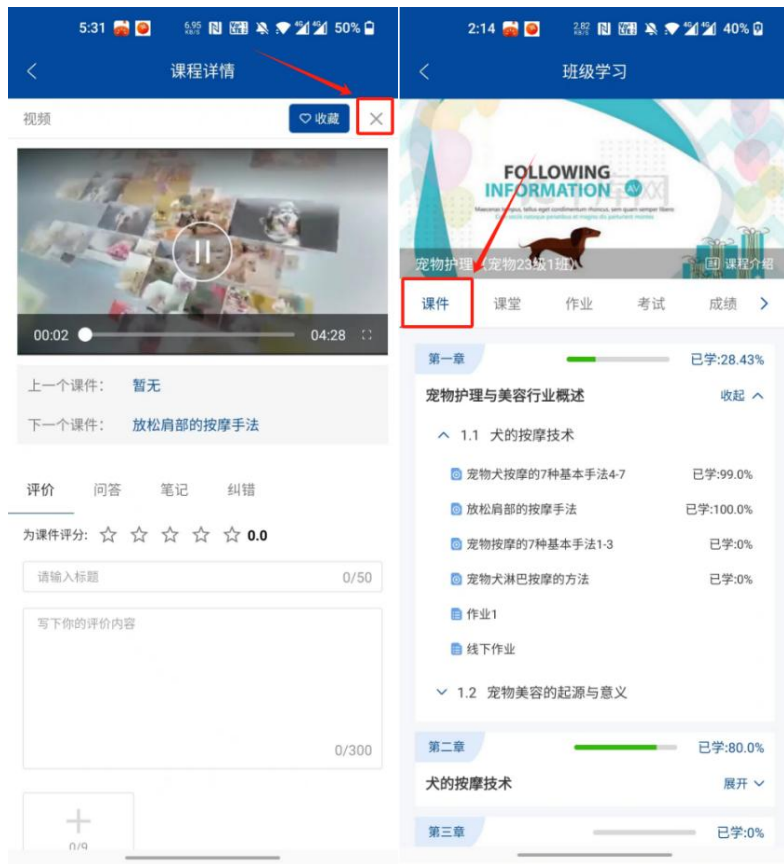 5:31
6.95
KB/S
4G
4G
50%
课程详情
视频
收藏
00:02
04:28
上一个课件：
暂无
下一个课件：
放松肩部的按摩手法
评价
问答
笔记
纠错
为课件评分:
0.0
请输入标题
0/50
写下你的评价内容
0/300
0/9
2:14
2.82
KB/S
4G
4G
40%
班级学习
FOLLOWING
INFORMATION
AV
课程介绍
课件
课堂
作业
考试
成绩
第一章
已学:28.43%
宠物护理与美容行业概述
收起
1.1 犬的按摩技术
宠物犬按摩的7种基本手法4-7
已学:99.0%
放松肩部的按摩手法
已学:100.0%
宠物按摩的7种基本手法1-3
已学:0%
宠物犬淋巴按摩的方法
已学:0%
作业1
线下作业
1.2 宠物美容的起源与意义
第二章
已学:80.0%
犬的按摩技术
展开
第三章
已学:0%